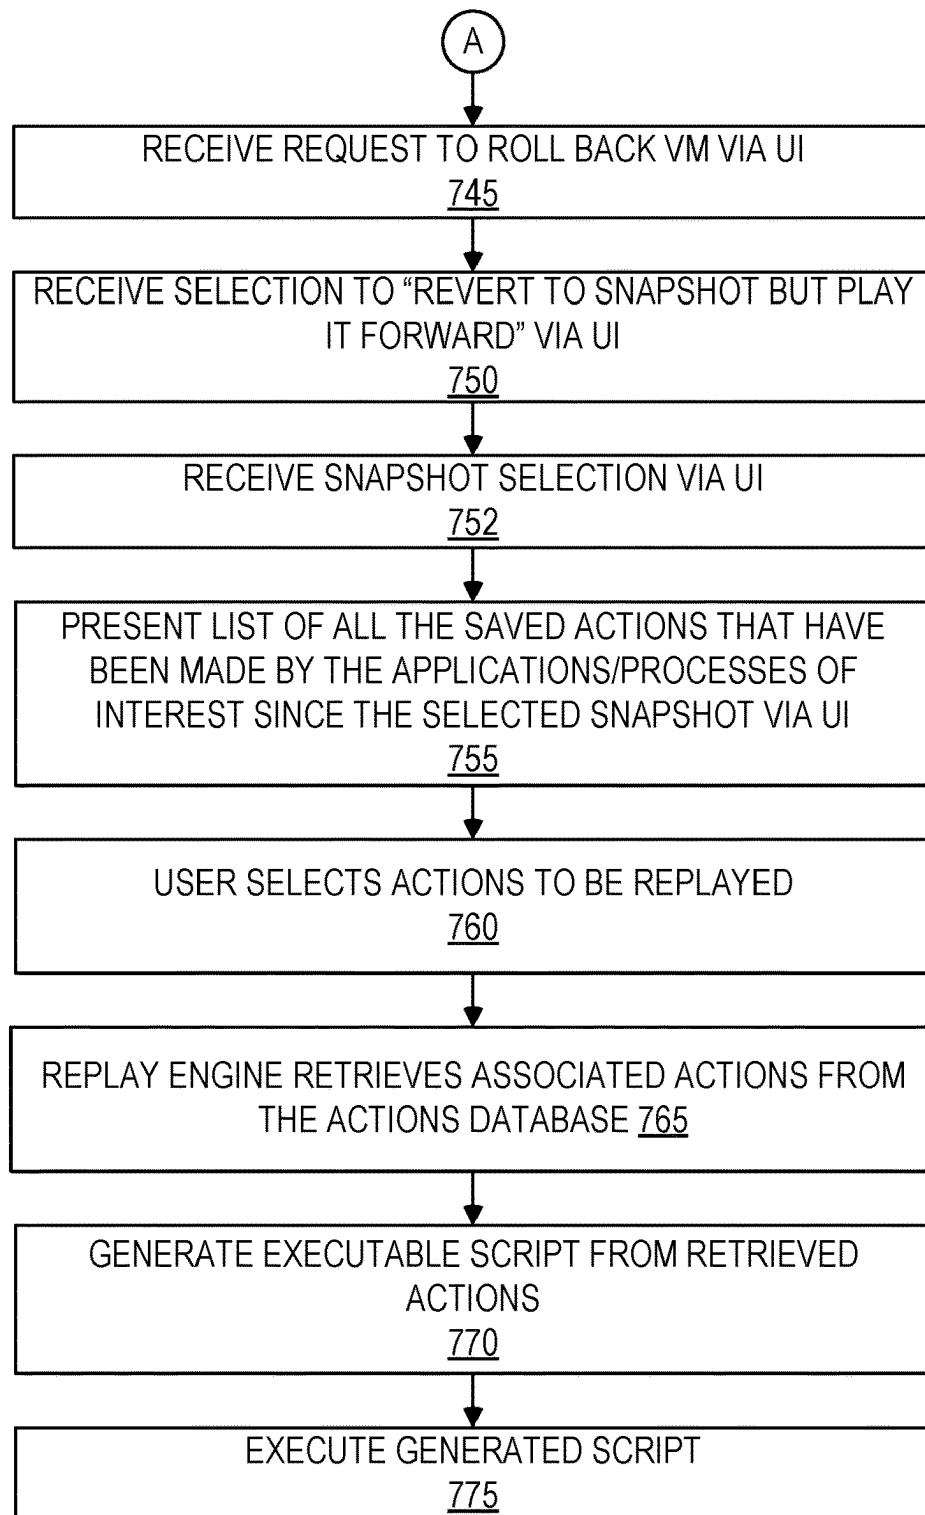 A
RECEIVE REQUEST TO ROLL BACK VM VIA UI
745
RECEIVE SELECTION TO “REVERT TO SNAPSHOT BUT PLAY
IT FORWARD” VIA UI
750
RECEIVE SNAPSHOT SELECTION VIA UI
752
PRESENT LIST OF ALL THE SAVED ACTIONS THAT HAVE
BEEN MADE BY THE APPLICATIONS/PROCESSES OF
INTEREST SINCE THE SELECTED SNAPSHOT VIA UI
755
USER SELECTS ACTIONS TO BE REPLAYED
760
REPLAY ENGINE RETRIEVES ASSOCIATED ACTIONS FROM
THE ACTIONS DATABASE 765
GENERATE EXECUTABLE SCRIPT FROM RETRIEVED
ACTIONS
770
EXECUTE GENERATED SCRIPT
775